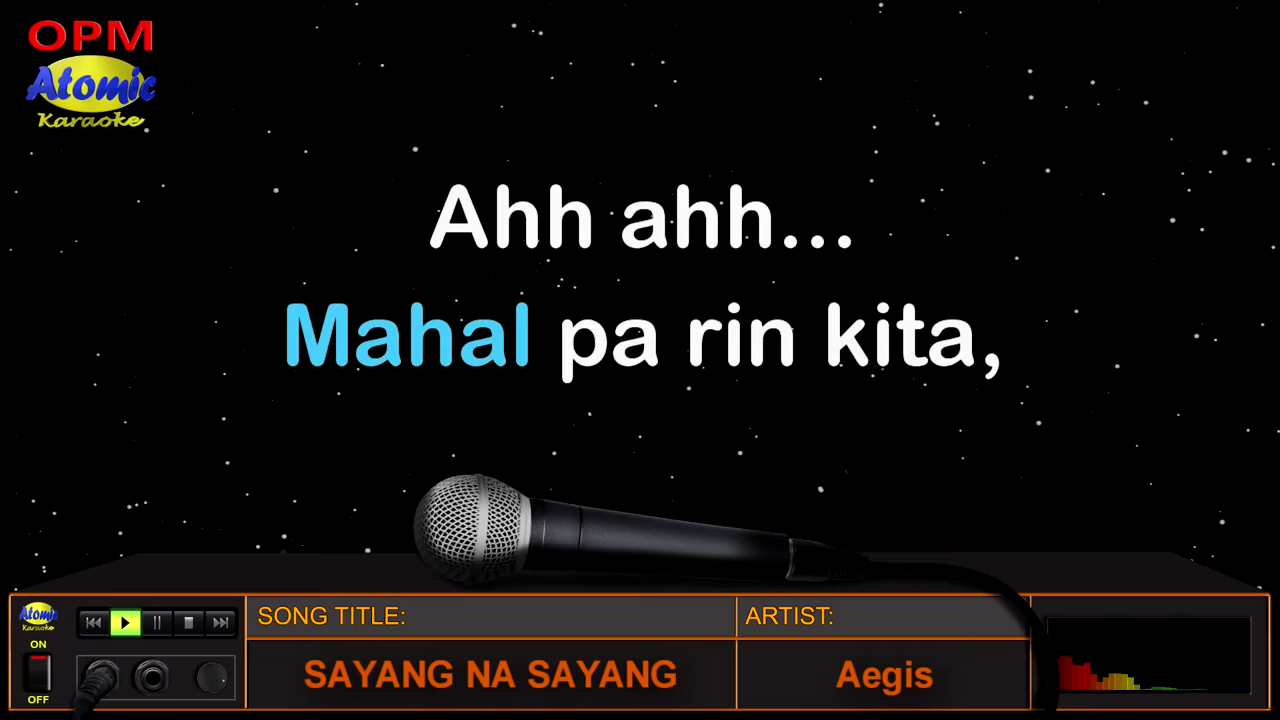 OPM
Atomic
Karaoke
Ahh ahh...
Mahal pa rin kita,
Atomic
Karaoke
ON
OFF
SONG TITLE:
ARTIST:
SAYANG NA SAYANG
Aegis